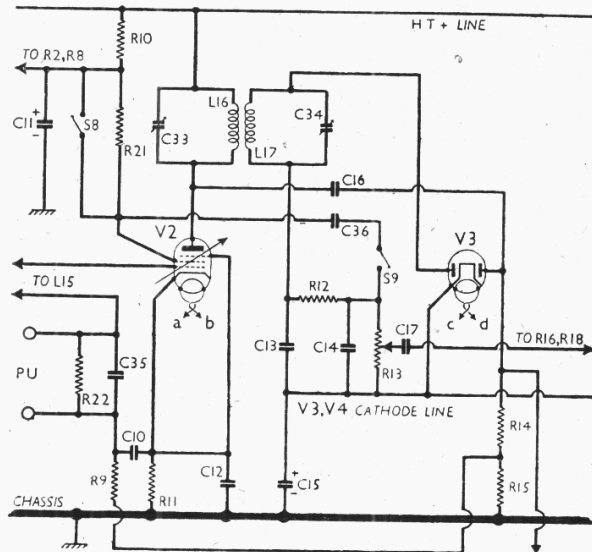 HT + LINE
R10
TO R2,R8
L16
C34
C11
+
-
S8
C33
R21
L17
C16
V2
C36
V3
S9
TO L15
R12
a b
c d
C13
C14
C17
TO R16,R18
PU
C35
R13
R22
V3,V4 CATHODE LINE
R14
C10
R9
R11
C12
+
-
C15
R15
CHASSIS